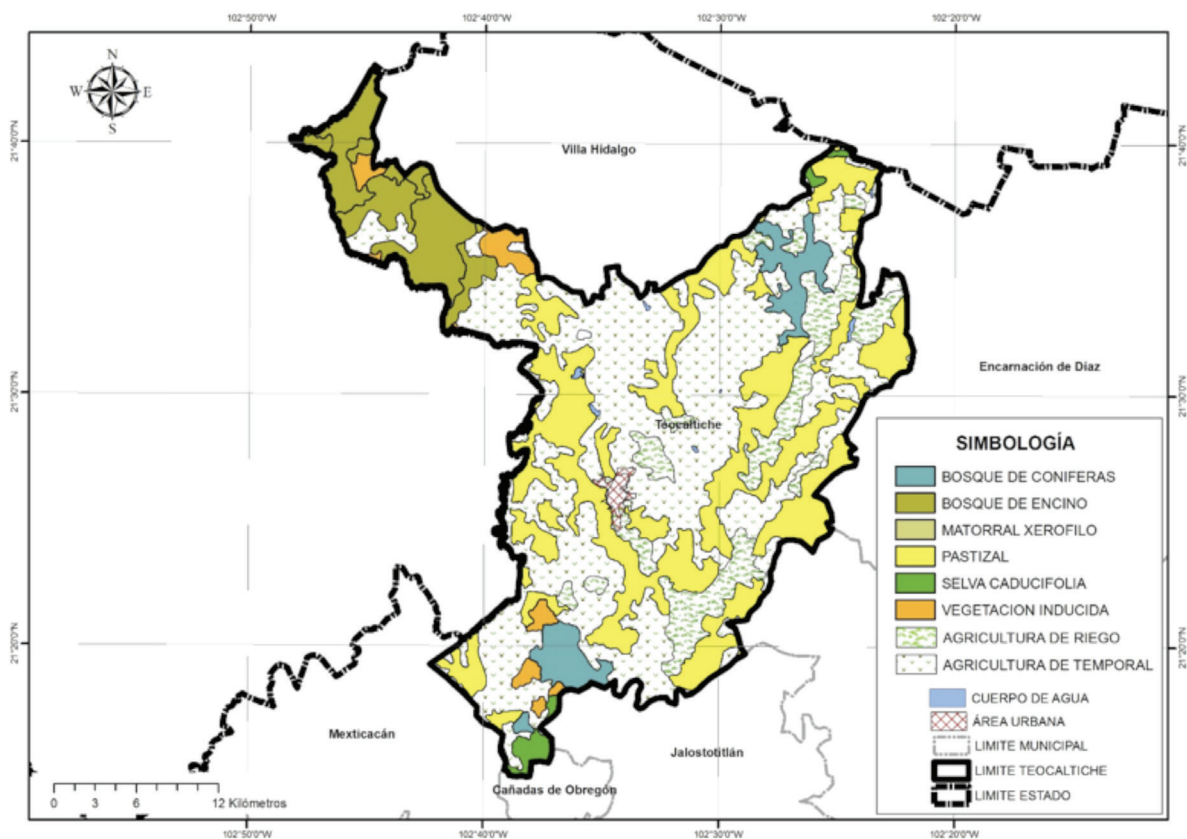 102°50'0"W
102°40'0"W
102°30'0"W
102°20'0"W
N
W
E
S
21°40'0"N
21°40'0"N
Villa Hidalgo
Encarnación de Diaz
21°30'0"N
21°30'0"N
Teocaltiche
SIMBOLOGÍA
BOSQUE DE CONIFERAS
BOSQUE DE ENCINO
MATORRAL XEROFILO
PASTIZAL
SELVA CADUCIFOLIA
VEGETACION INDUCIDA
AGRICULTURA DE RIEGO
AGRICULTURA DE TEMPORAL
CUERPO DE AGUA
ÁREA URBANA
LIMITE MUNICIPAL
LIMITE TEOCALTICHE
LIMITE ESTADO
21°20'0"N
21°20'0"N
Mexticacán
Jalostotitlán
Cañadas de Obregón
0 3 6 12 Kilómetros
102°50'0"W
102°40'0"W
102°30'0"W
102°20'0"W